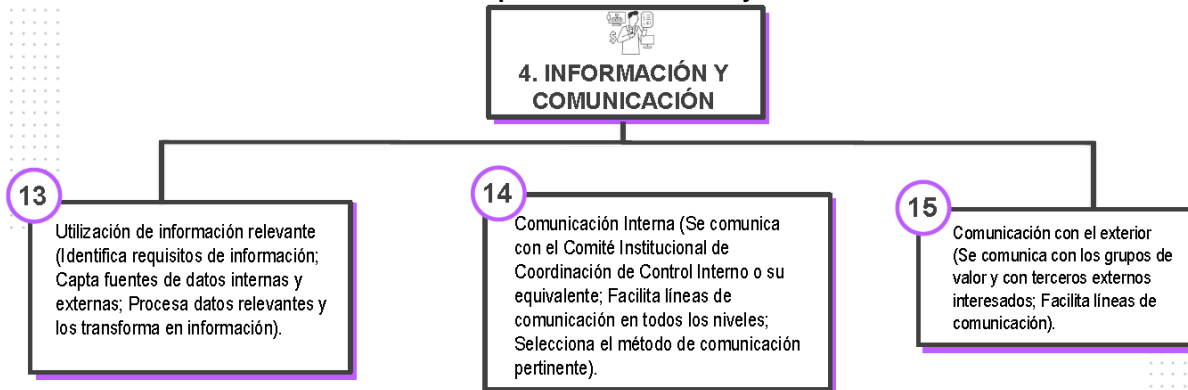 4. INFORMACIÓN Y
COMUNICACIÓN
13
Utilización de información relevante
(Identifica requisitos de información;
Capta fuentes de datos internas y
externas; Procesa datos relevantes y
los transforma en información).
14
Comunicación Interna (Se comunica
con el Comité Institucional de
Coordinación de Control Interno o su
equivalente; Facilita líneas de
comunicación en todos los niveles;
Selecciona el método de comunicación
pertinente).
15
Comunicación con el exterior
(Se comunica con los grupos de
valor y con terceros externos
interesados; Facilita líneas de
comunicación).